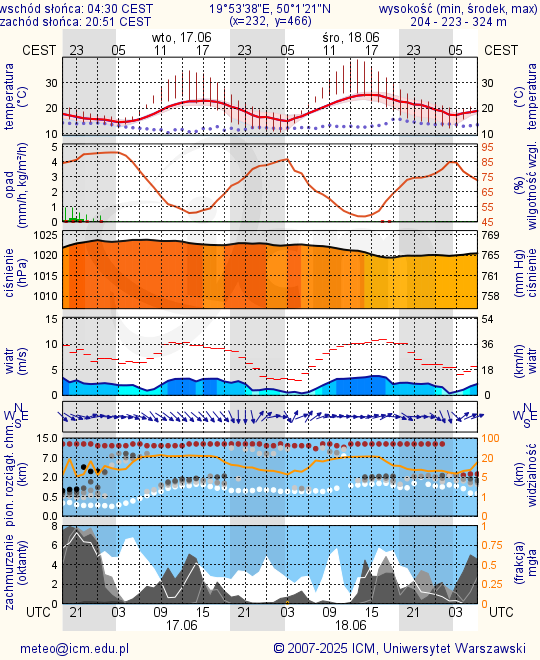 wschód słońca: 04:30 CEST 19°53'38"E, 50°1'21"N wysokość (min, środek, max)
zachód słońca: 20:51 CEST (x=232, y=466) 204 - 223 - 324 m
wto, 17.06 śro, 18.06
CEST 23 05 11 17 23 05 11 17 23 05 CEST
temperatura (°C) 30 20 10
30 20 10 (°C) temperatura
opad (mm/h, kg/m²/h) 5 4 3 2 1 0
95 85 75 65 55 45 (%) wilgotność wzgl.
ciśnienie (hPa) 1025 1020 1015 1010
769 765 761 758 (mm Hg) ciśnienie
wiatr (m/s) 15 10 5 0
54 36 18 0 (km/h) wiatr
N W E S N W E S
pion. rozciągł. chm. (km) 15.0 7.0 2.0 0.5 0.0
100 20 5 1 0 (km) widzialność
zachmurzenie (oktanty) 8 6 4 2 0
1 0.75 0.5 0.25 0 (frakcja) mgła
UTC 21 03 09 15 21 03 09 15 21 03 UTC
17.06 18.06
meteo@icm.edu.pl © 2007-2025 ICM, Uniwersytet Warszawski